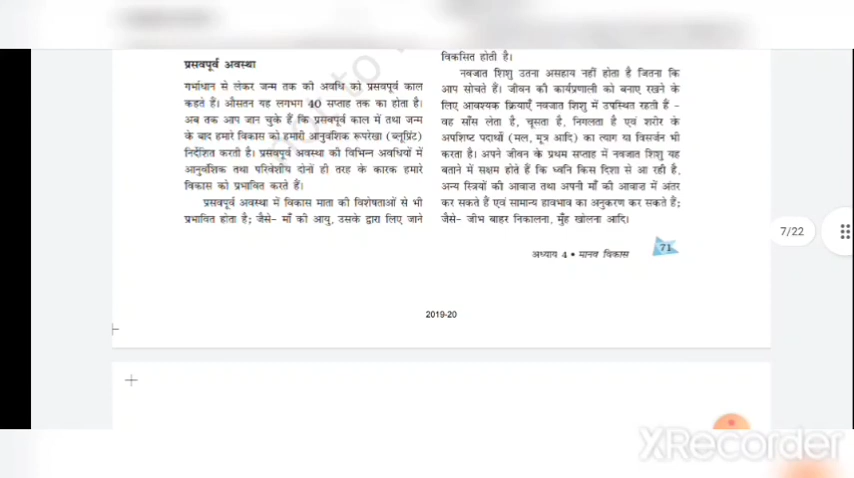 प्रसवपूर्व अवस्था
गर्भाधान से लेकर जन्म तक की अवधि को प्रसवपूर्व काल
कहते हैं। औसतन यह लगभग 40 सप्ताह तक का होता है।
अब तक आप जान चुके हैं कि प्रसवपूर्व काल में तथा जन्म
के बाद हमारे विकास को हमारी आनुवंशिक रूपरेखा (ब्लूप्रिंट)
निर्देशित करती है। प्रसवपूर्व अवस्था की विभिन्न अवधियों में
आनुवंशिक तथा परिवेशीय दोनों ही तरह के कारक हमारे
विकास को प्रभावित करते हैं।
प्रसवपूर्व अवस्था में विकास माता की विशेषताओं से भी
प्रभावित होता है; जैसे- माँ की आयु, उसके द्वारा लिए जाने
विकसित होती है।
नवजात शिशु उतना असहाय नहीं होता है जितना कि
आप सोचते हैं। जीवन की कार्यप्रणाली को बनाए रखने के
लिए आवश्यक क्रियाएँ नवजात शिशु में उपस्थित रहती हैं -
वह साँस लेता है, चूसता है, निगलता है एवं शरीर के
अपशिष्ट पदार्थों (मल, मूत्र आदि) का त्याग या विसर्जन भी
करता है। अपने जीवन के प्रथम सप्ताह में नवजात शिशु यह
बताने में सक्षम होते हैं कि ध्वनि किस दिशा से आ रही है,
अन्य स्त्रियों की आवाज तथा अपनी माँ की आवाज में अंतर
कर सकते हैं एवं सामान्य हावभाव का अनुकरण कर सकते हैं;
जैसे- जीभ बाहर निकालना, मुँह खोलना आदि।
अध्याय 4 • मानव विकास
71
2019-20
7/22
XRecorder